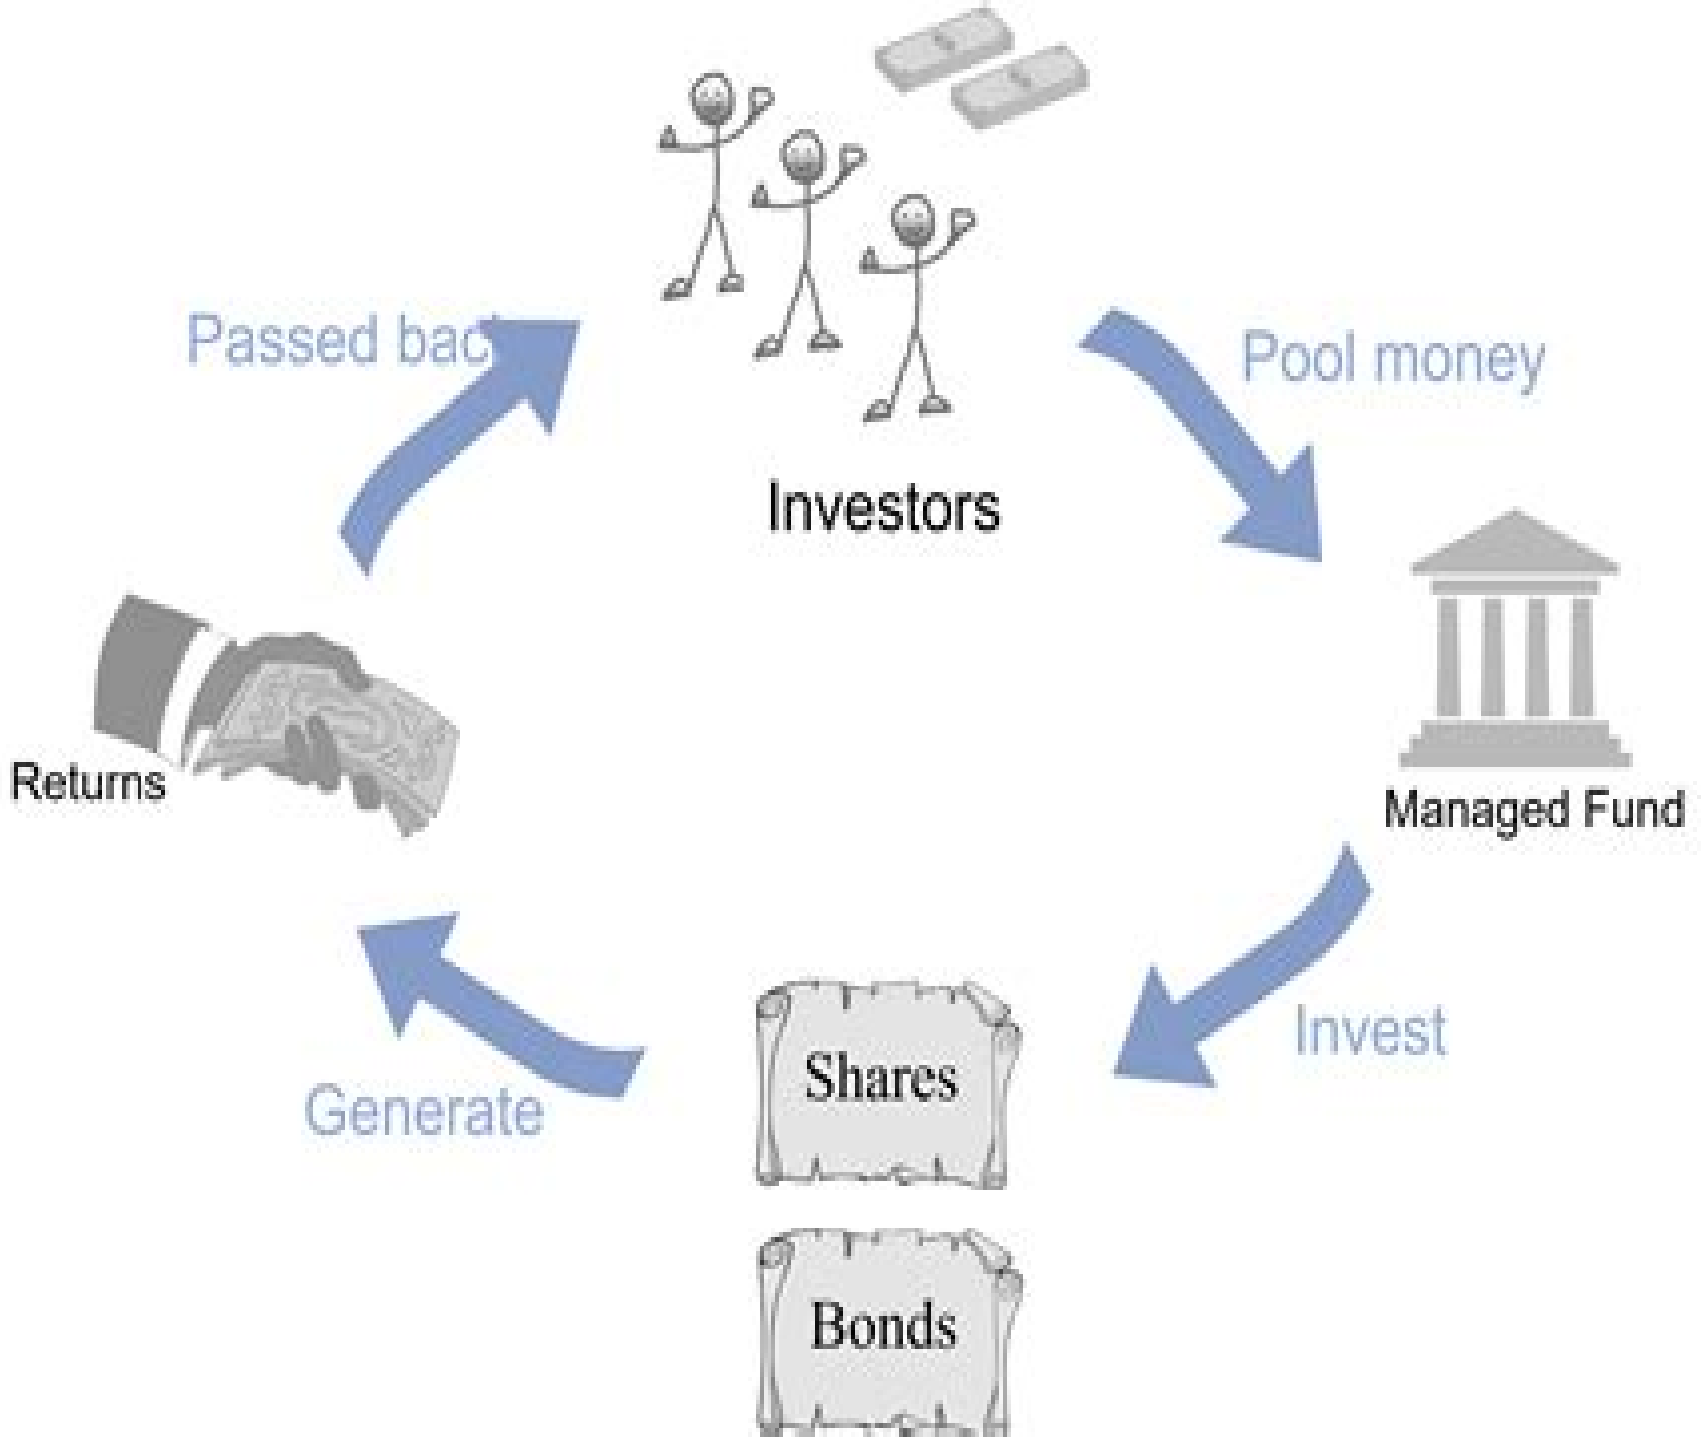 Passed bac
Pool money
Investors
Returns
Managed Fund
Invest
Shares
Generate
Bonds